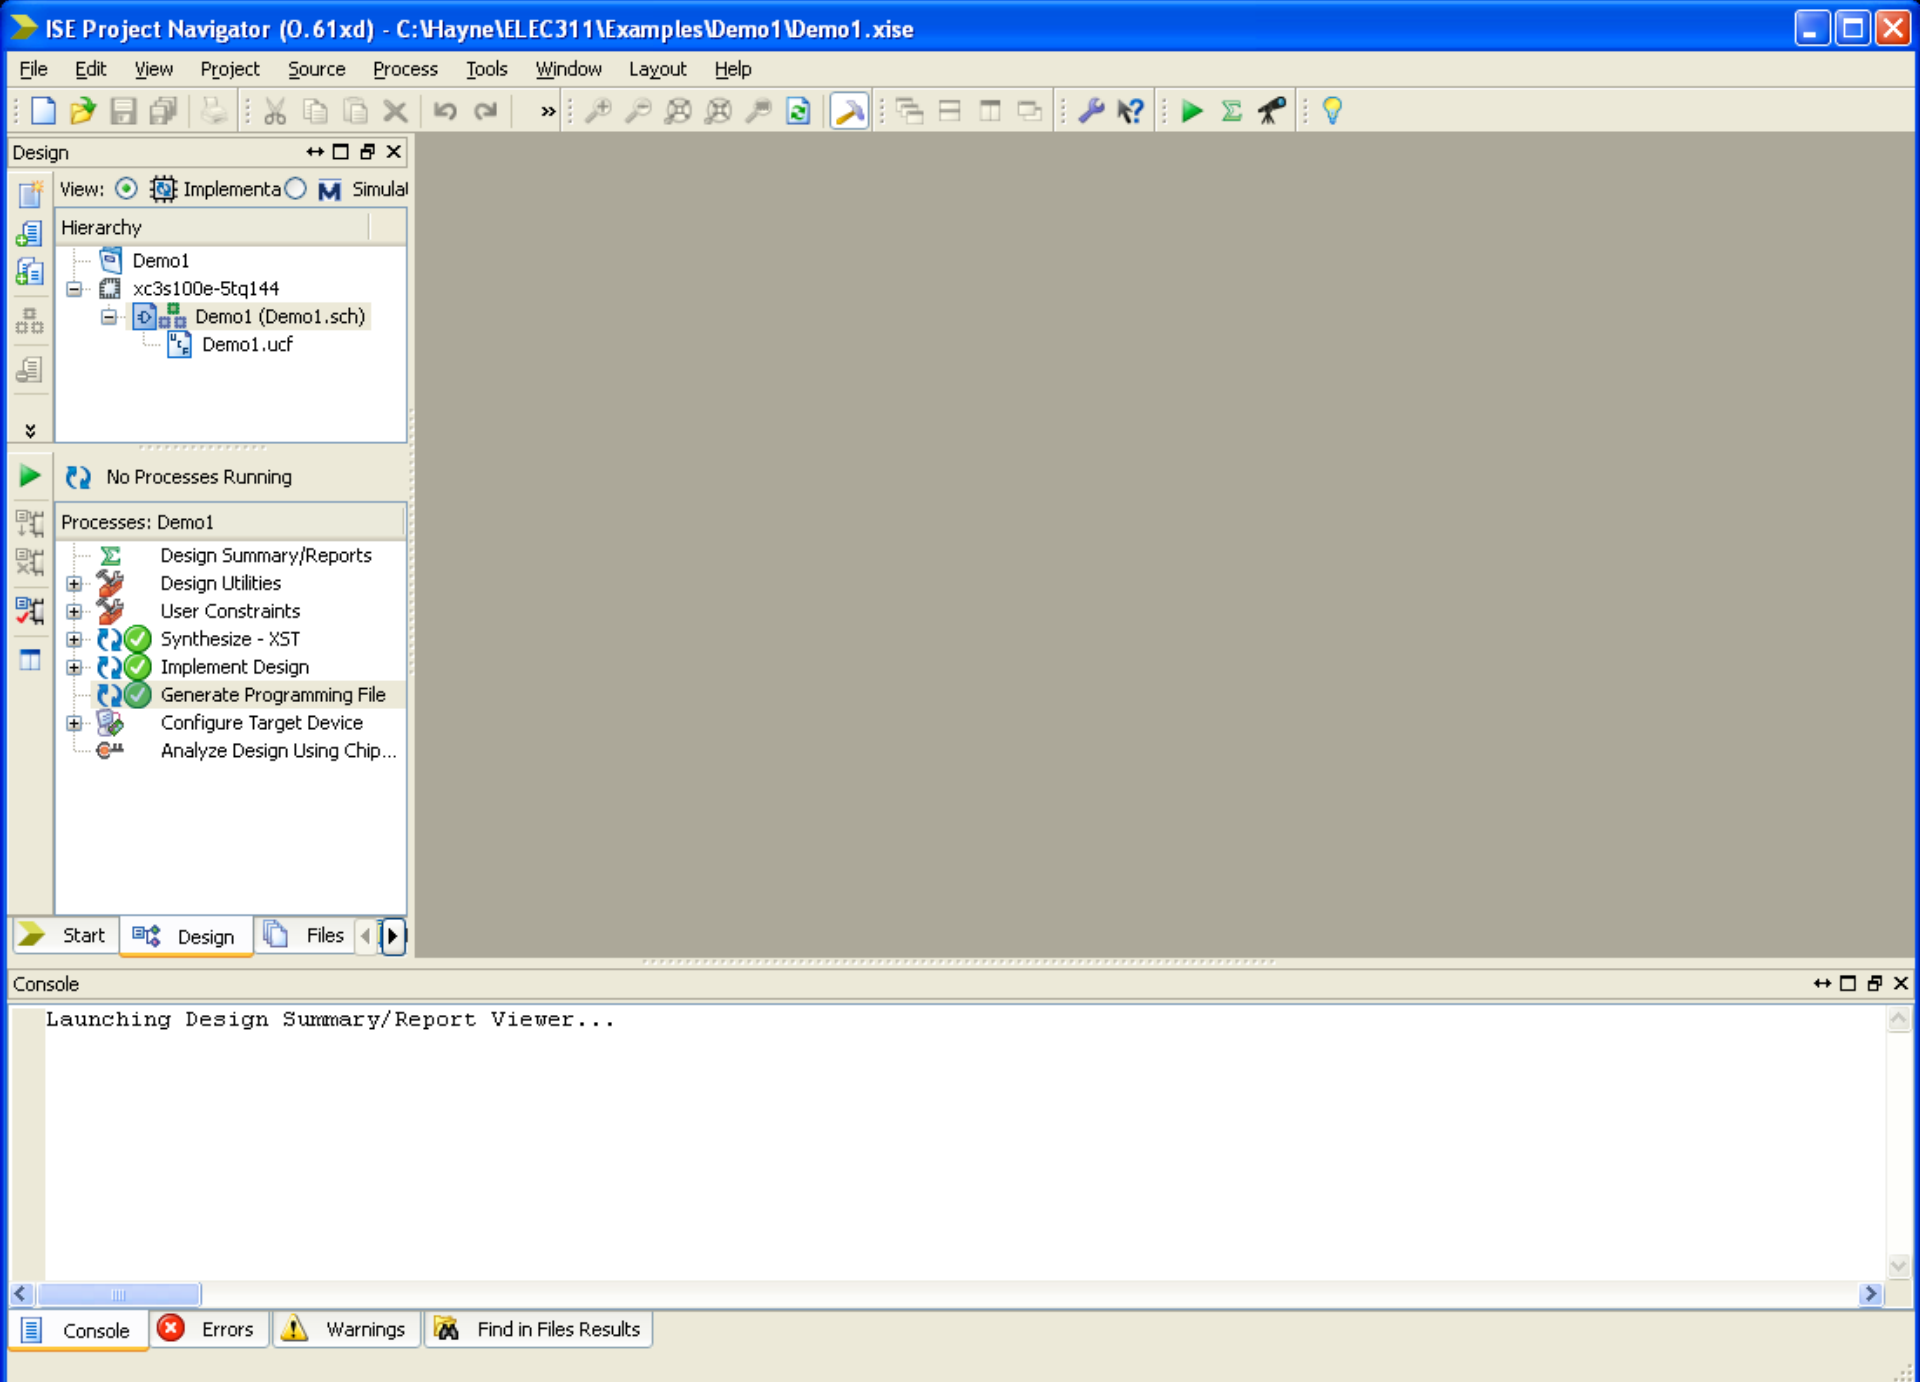 ISE Project Navigator (O.61xd) - C:\Hayne\ELEC311\Examples\Demo1\Demo1.xise
File Edit View Project Source Process Tools Window Layout Help
Design
View: Implementa Simulat
Hierarchy
Demo1
xc3s100e-5tq144
Demo1 (Demo1.sch)
Demo1.ucf
No Processes Running
Processes: Demo1
Design Summary/Reports
Design Utilities
User Constraints
Synthesize - XST
Implement Design
Generate Programming File
Configure Target Device
Analyze Design Using Chip...
Start Design Files
Console
Launching Design Summary/Report Viewer...
Console Errors Warnings Find in Files Results